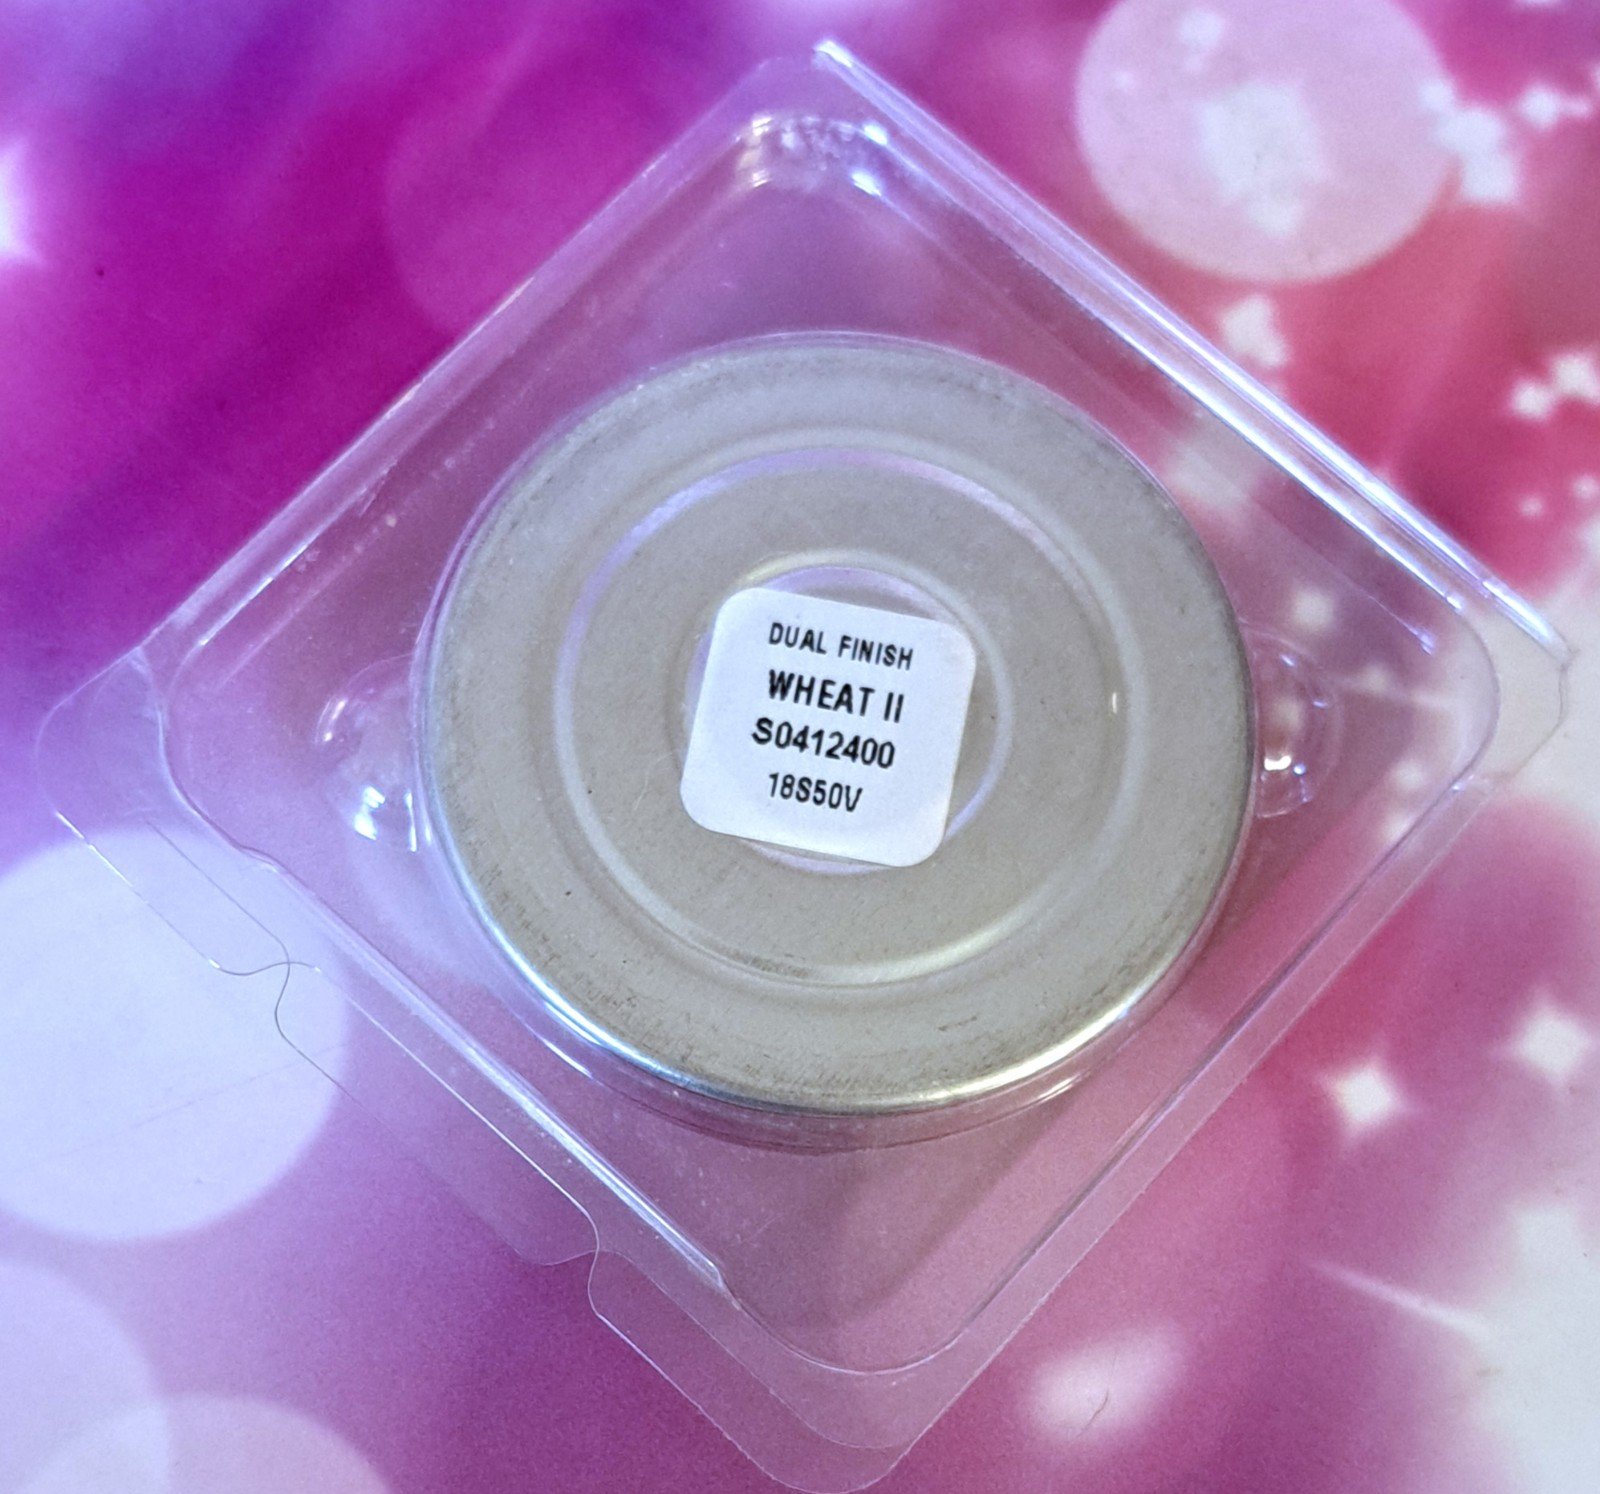 DUAL FINISH
WHEAT II
S0412400
18S50V